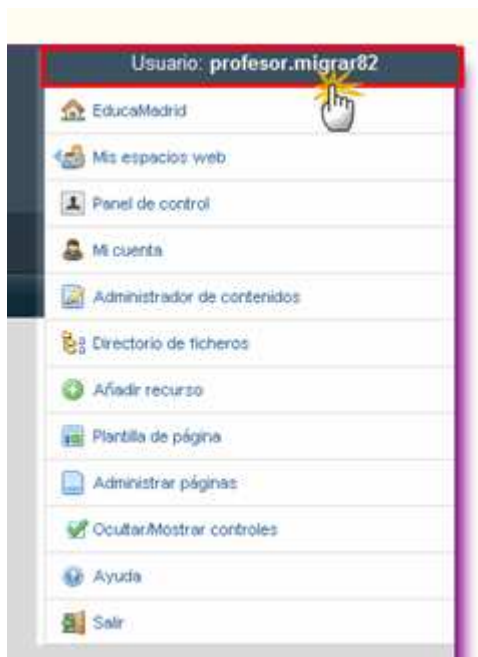 Usuario: profesor.migrar82
EducaMadrid
Mis espacios web
Panel de control
Mi cuenta
Administrador de contenidos
Directorio de ficheros
Añadir recurso
Plantilla de página
Administrar páginas
Ocultar/Mostrar controles
Ayuda
Salir